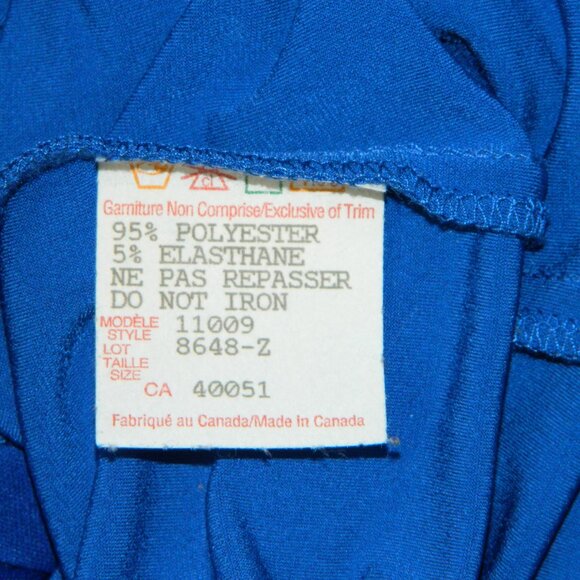 cl
Garniture Non Comprise/Exclusive of Trim
95% POLYESTER
5% ELASTHANE
NE PAS REPASSER
DO NOT IRON
MODÈLE
STYLE 11009
LOT 8648-Z
TAILLE
SIZE
CA 40051
Fabriqué au Canada/Made in Canada